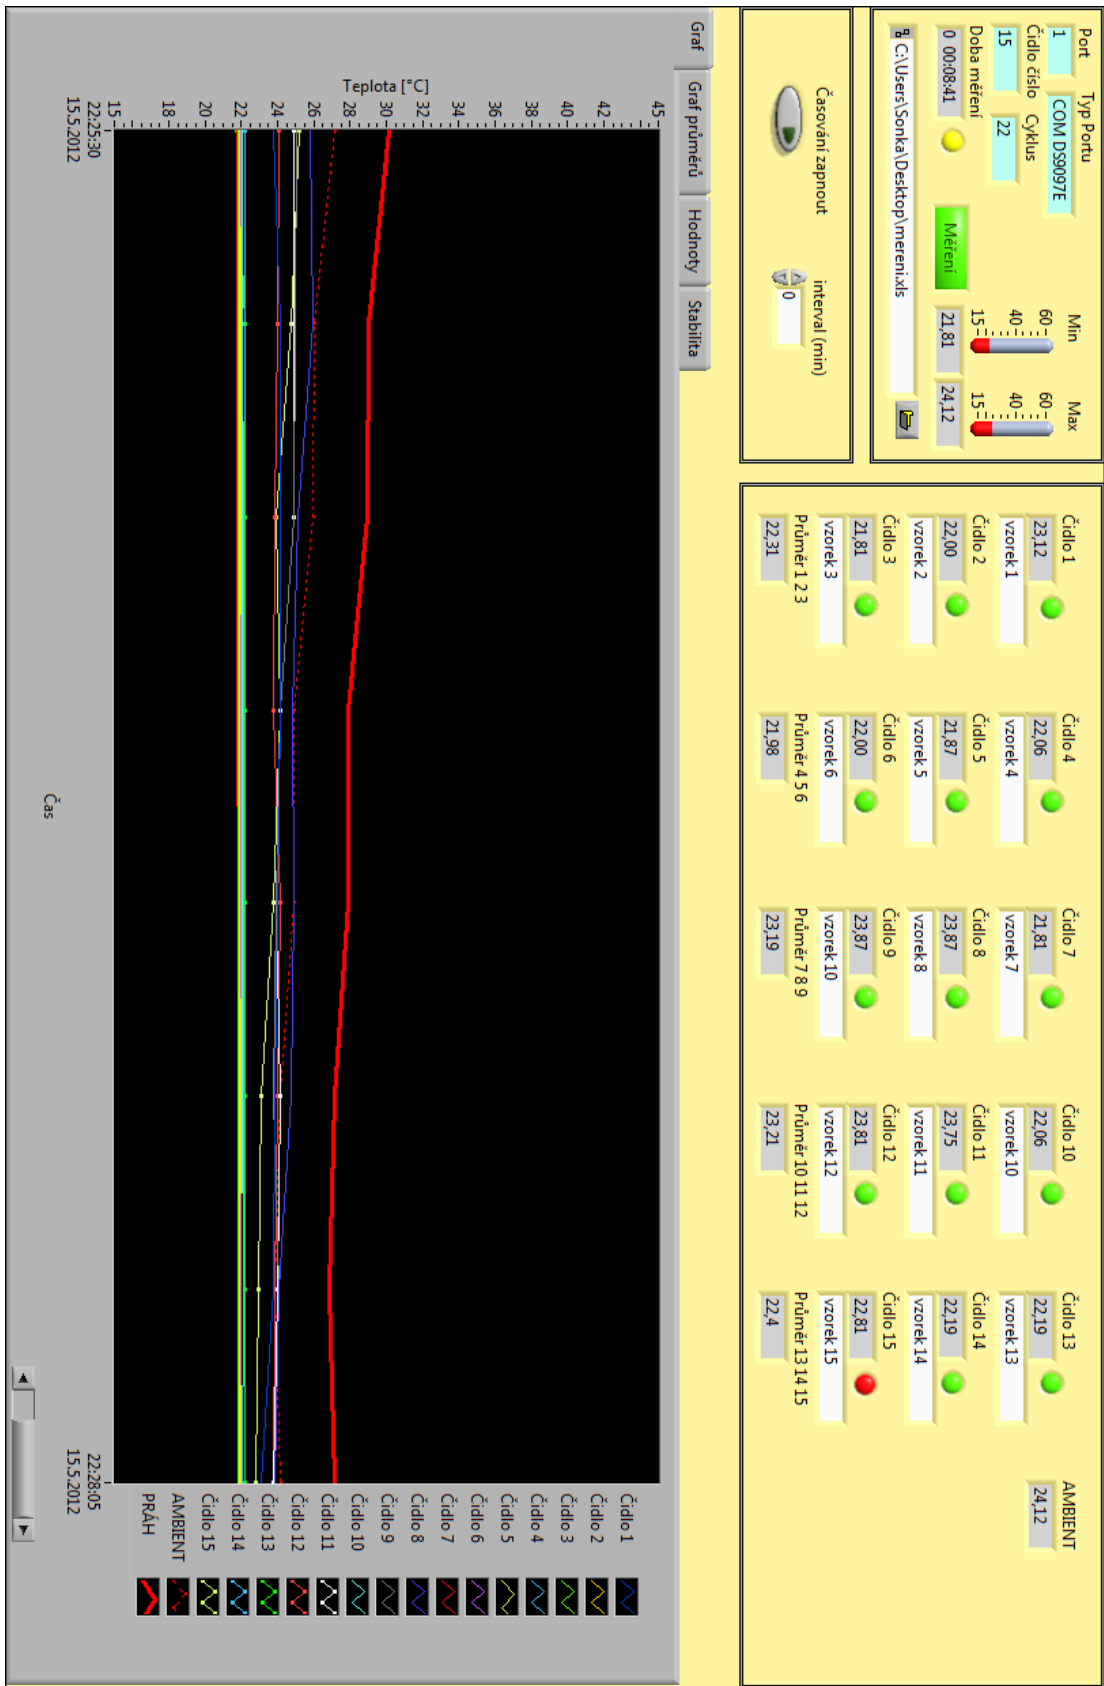 Port
Typ Portu
1
COM DS9097E
Čidlo číslo
Cyklus
15
22
Doba měření
0 00:08:41
Měření
C:\Users\Sonka\Desktop\mereni.xls
Min
Max
60
40
15
60
40
15
21,81
24,12
Časování zapnout
interval (min)
0
Čidlo 1
23,12
vzorek 1
Čidlo 2
22,00
vzorek 2
Čidlo 3
21,81
vzorek 3
Průměr 1 2 3
22,31
Čidlo 4
22,06
vzorek 4
Čidlo 5
21,87
vzorek 5
Čidlo 6
22,00
vzorek 6
Průměr 4 5 6
21,98
Čidlo 7
21,81
vzorek 7
Čidlo 8
23,87
vzorek 8
Čidlo 9
23,87
vzorek 10
Průměr 7 8 9
23,19
Čidlo 10
22,06
vzorek 10
Čidlo 11
23,75
vzorek 11
Čidlo 12
23,81
vzorek 12
Průměr 10 11 12
23,21
Čidlo 13
22,19
vzorek 13
Čidlo 14
22,19
vzorek 14
Čidlo 15
22,81
vzorek 15
Průměr 13 14 15
22,4
AMBIENT
24,12
Graf
Graf průměrů
Hodnoty
Stabilita
Teplota [°C]
45
42
40
38
36
34
32
30
28
26
24
22
20
18
15
22:25:30
15.5.2012
22:28:05
15.5.2012
Čas
Čidlo 1
Čidlo 2
Čidlo 3
Čidlo 4
Čidlo 5
Čidlo 6
Čidlo 7
Čidlo 8
Čidlo 9
Čidlo 10
Čidlo 11
Čidlo 12
Čidlo 13
Čidlo 14
Čidlo 15
AMBIENT
PRÁH